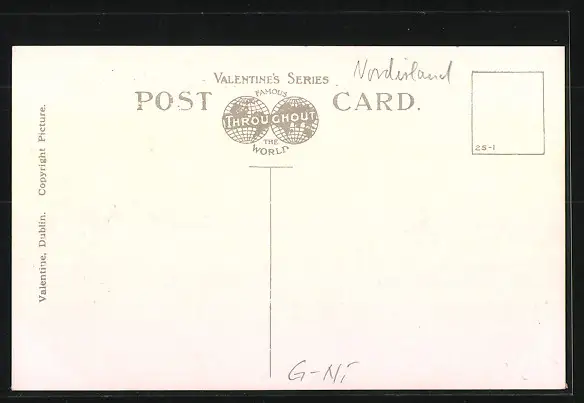 VALENTINE'S SERIES
Nordirland
POST CARD.
FAMOUS
THROUGHOUT
THE
WORLD
25-1
Valentine, Dublin. Copyright Picture.
G-Ni